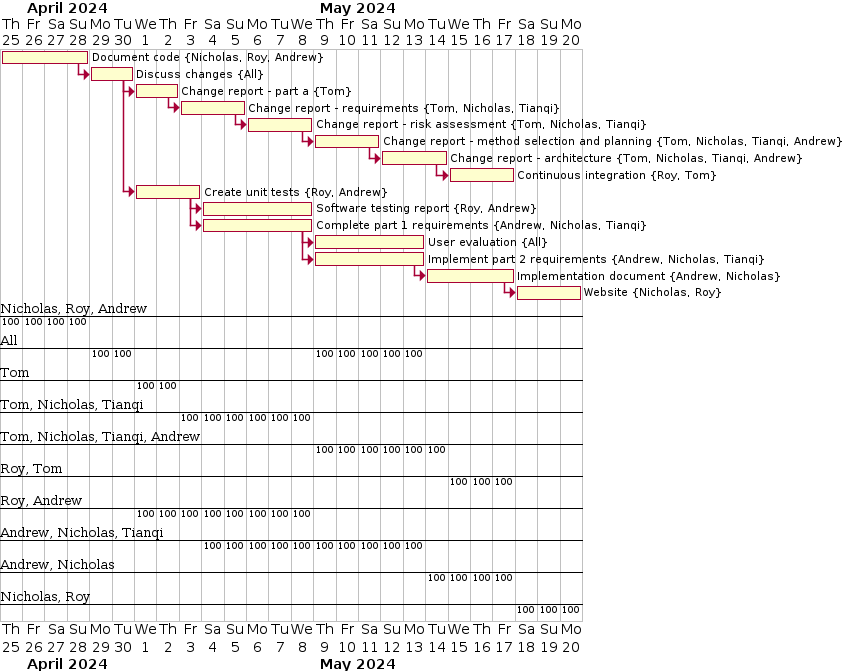 April 2024 May 2024
Th Fr Sa Su Mo Tu We Th Fr Sa Su Mo Tu We Th Fr Sa Su Mo Tu We Th Fr Sa Su Mo
25 26 27 28 29 30 1 2 3 4 5 6 7 8 9 10 11 12 13 14 15 16 17 18 19 20
Document code {Nicholas, Roy, Andrew}
Discuss changes {All}
Change report - part a {Tom}
Change report - requirements {Tom, Nicholas, Tianqi}
Change report - risk assessment {Tom, Nicholas, Tianqi}
Change report - method selection and planning {Tom, Nicholas, Tianqi, Andrew}
Change report - architecture {Tom, Nicholas, Tianqi, Andrew}
Continuous integration {Roy, Tom}
Create unit tests {Roy, Andrew}
Software testing report {Roy, Andrew}
Complete part 1 requirements {Andrew, Nicholas, Tianqi}
User evaluation {All}
Implement part 2 requirements {Andrew, Nicholas, Tianqi}
Implementation document {Andrew, Nicholas}
Website {Nicholas, Roy}
Nicholas, Roy, Andrew
100 100 100 100
All
100 100 100 100 100 100 100
Tom
100 100
Tom, Nicholas, Tianqi
100 100 100 100 100 100
Tom, Nicholas, Tianqi, Andrew
100 100 100 100 100 100
Roy, Tom
100 100 100
Roy, Andrew
100 100 100 100 100 100 100 100
Andrew, Nicholas, Tianqi
100 100 100 100 100 100 100 100 100 100
Andrew, Nicholas
100 100 100 100
Nicholas, Roy
100 100 100
Th Fr Sa Su Mo Tu We Th Fr Sa Su Mo Tu We Th Fr Sa Su Mo Tu We Th Fr Sa Su Mo
25 26 27 28 29 30 1 2 3 4 5 6 7 8 9 10 11 12 13 14 15 16 17 18 19 20
April 2024 May 2024